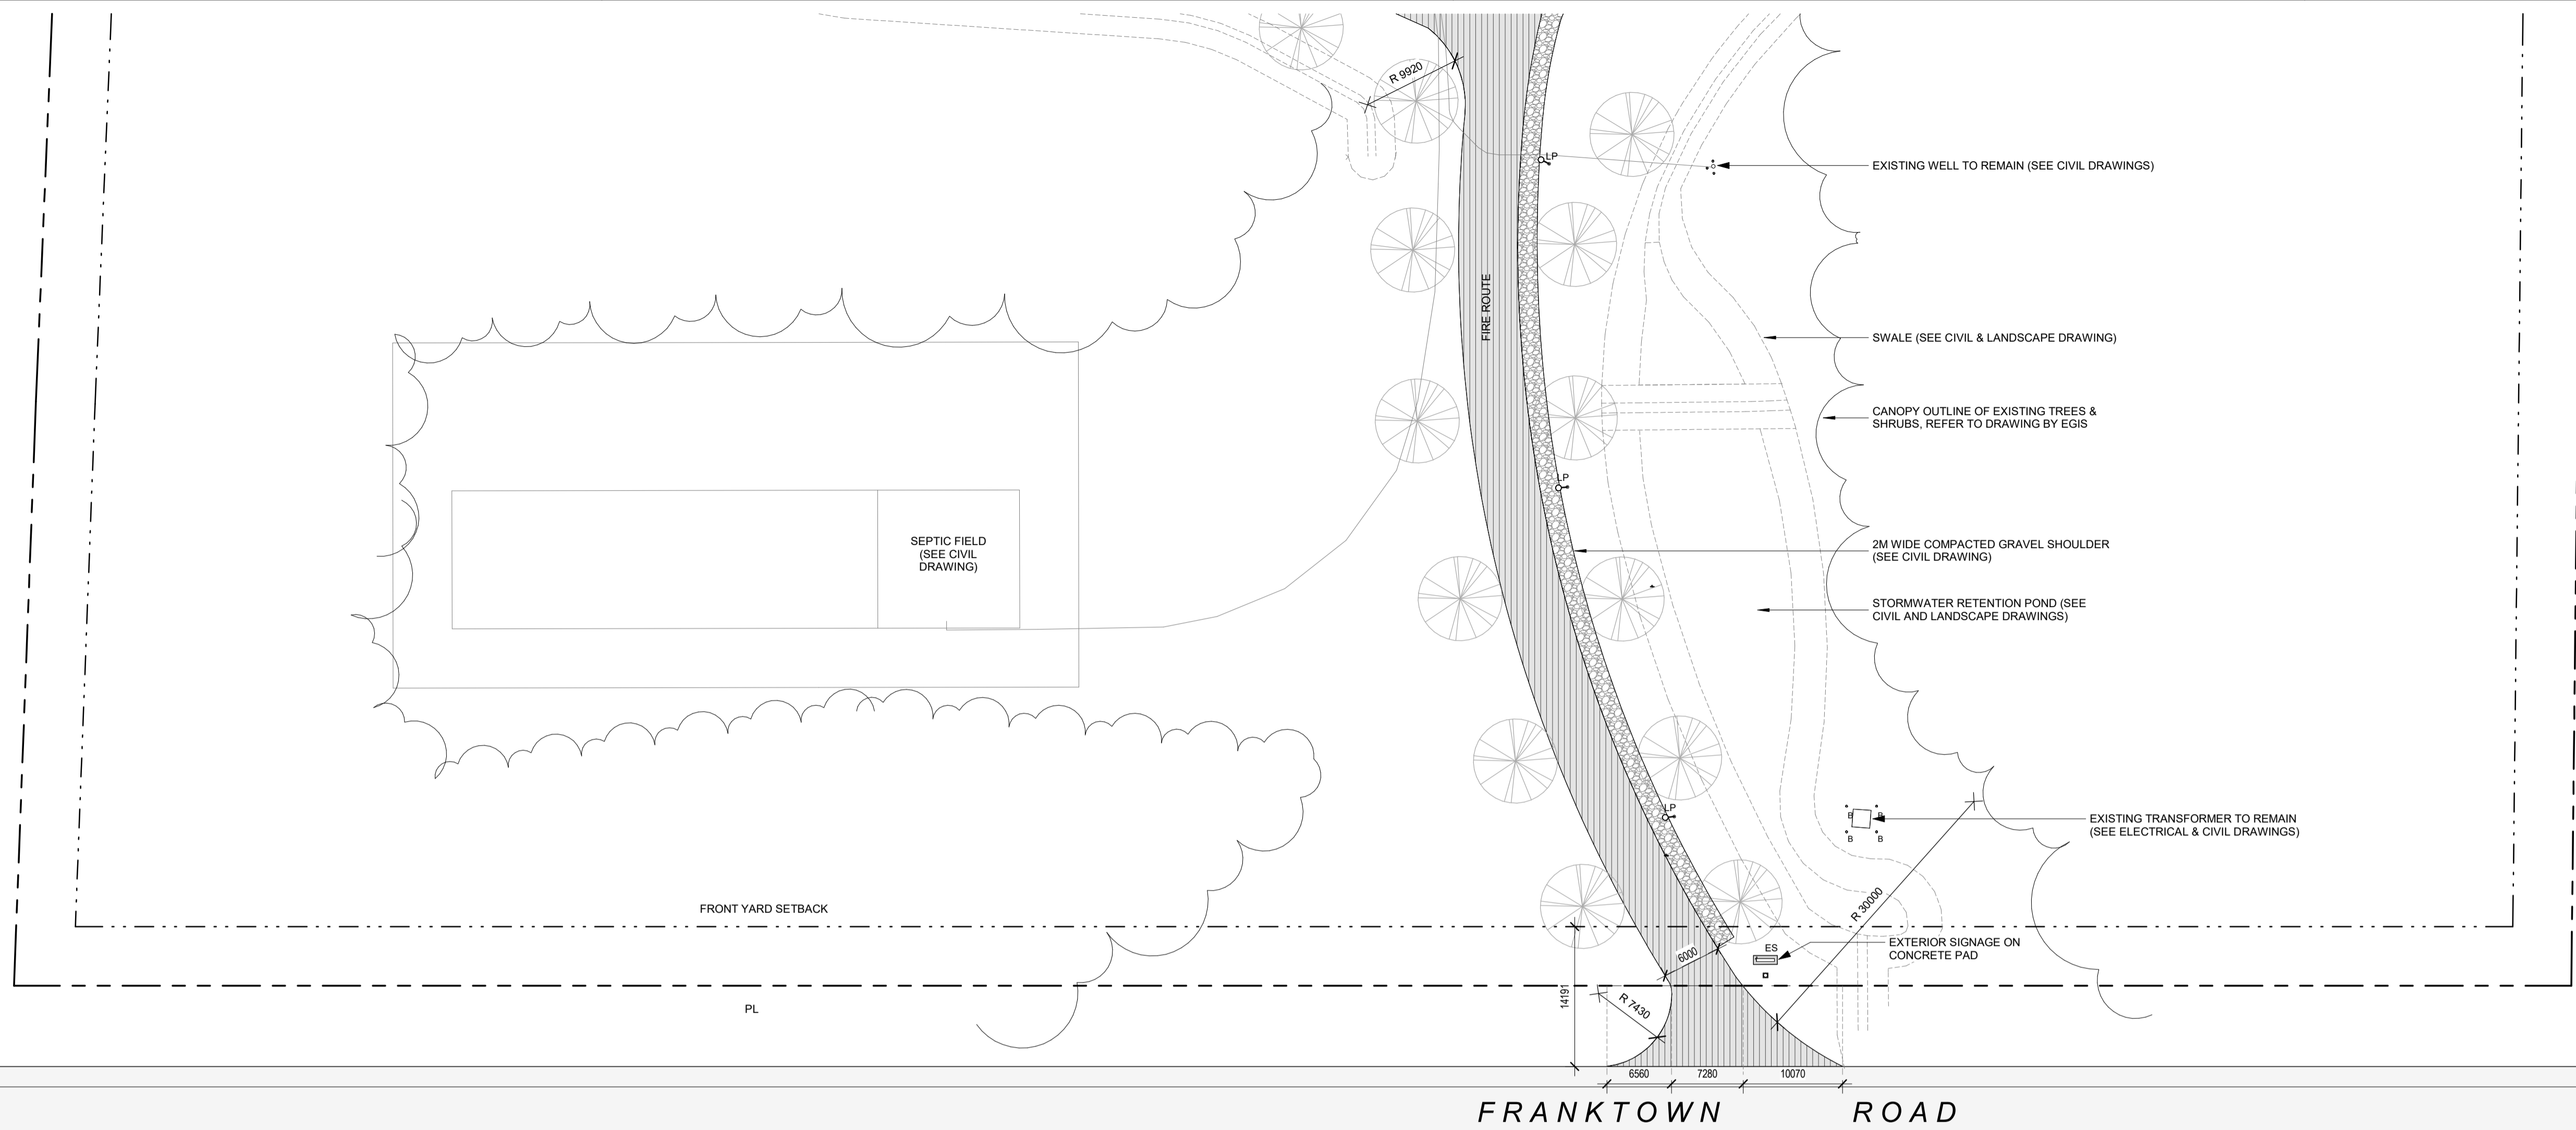 R 9920
LP
EXISTING WELL TO REMAIN (SEE CIVIL DRAWINGS)
FIRE ROUTE
SWALE (SEE CIVIL & LANDSCAPE DRAWING)
CANOPY OUTLINE OF EXISTING TREES &
SHRUBS, REFER TO DRAWING BY EGIS
LP
SEPTIC FIELD
(SEE CIVIL
DRAWING)
2M WIDE COMPACTED GRAVEL SHOULDER
(SEE CIVIL DRAWING)
STORMWATER RETENTION POND (SEE
CIVIL AND LANDSCAPE DRAWINGS)
LP
B B
B B
EXISTING TRANSFORMER TO REMAIN
(SEE ELECTRICAL & CIVIL DRAWINGS)
R 30000
FRONT YARD SETBACK
6000
ES
EXTERIOR SIGNAGE ON
CONCRETE PAD
14191
R 7430
PL
6560 7280 10070
FRANKTOWN ROAD